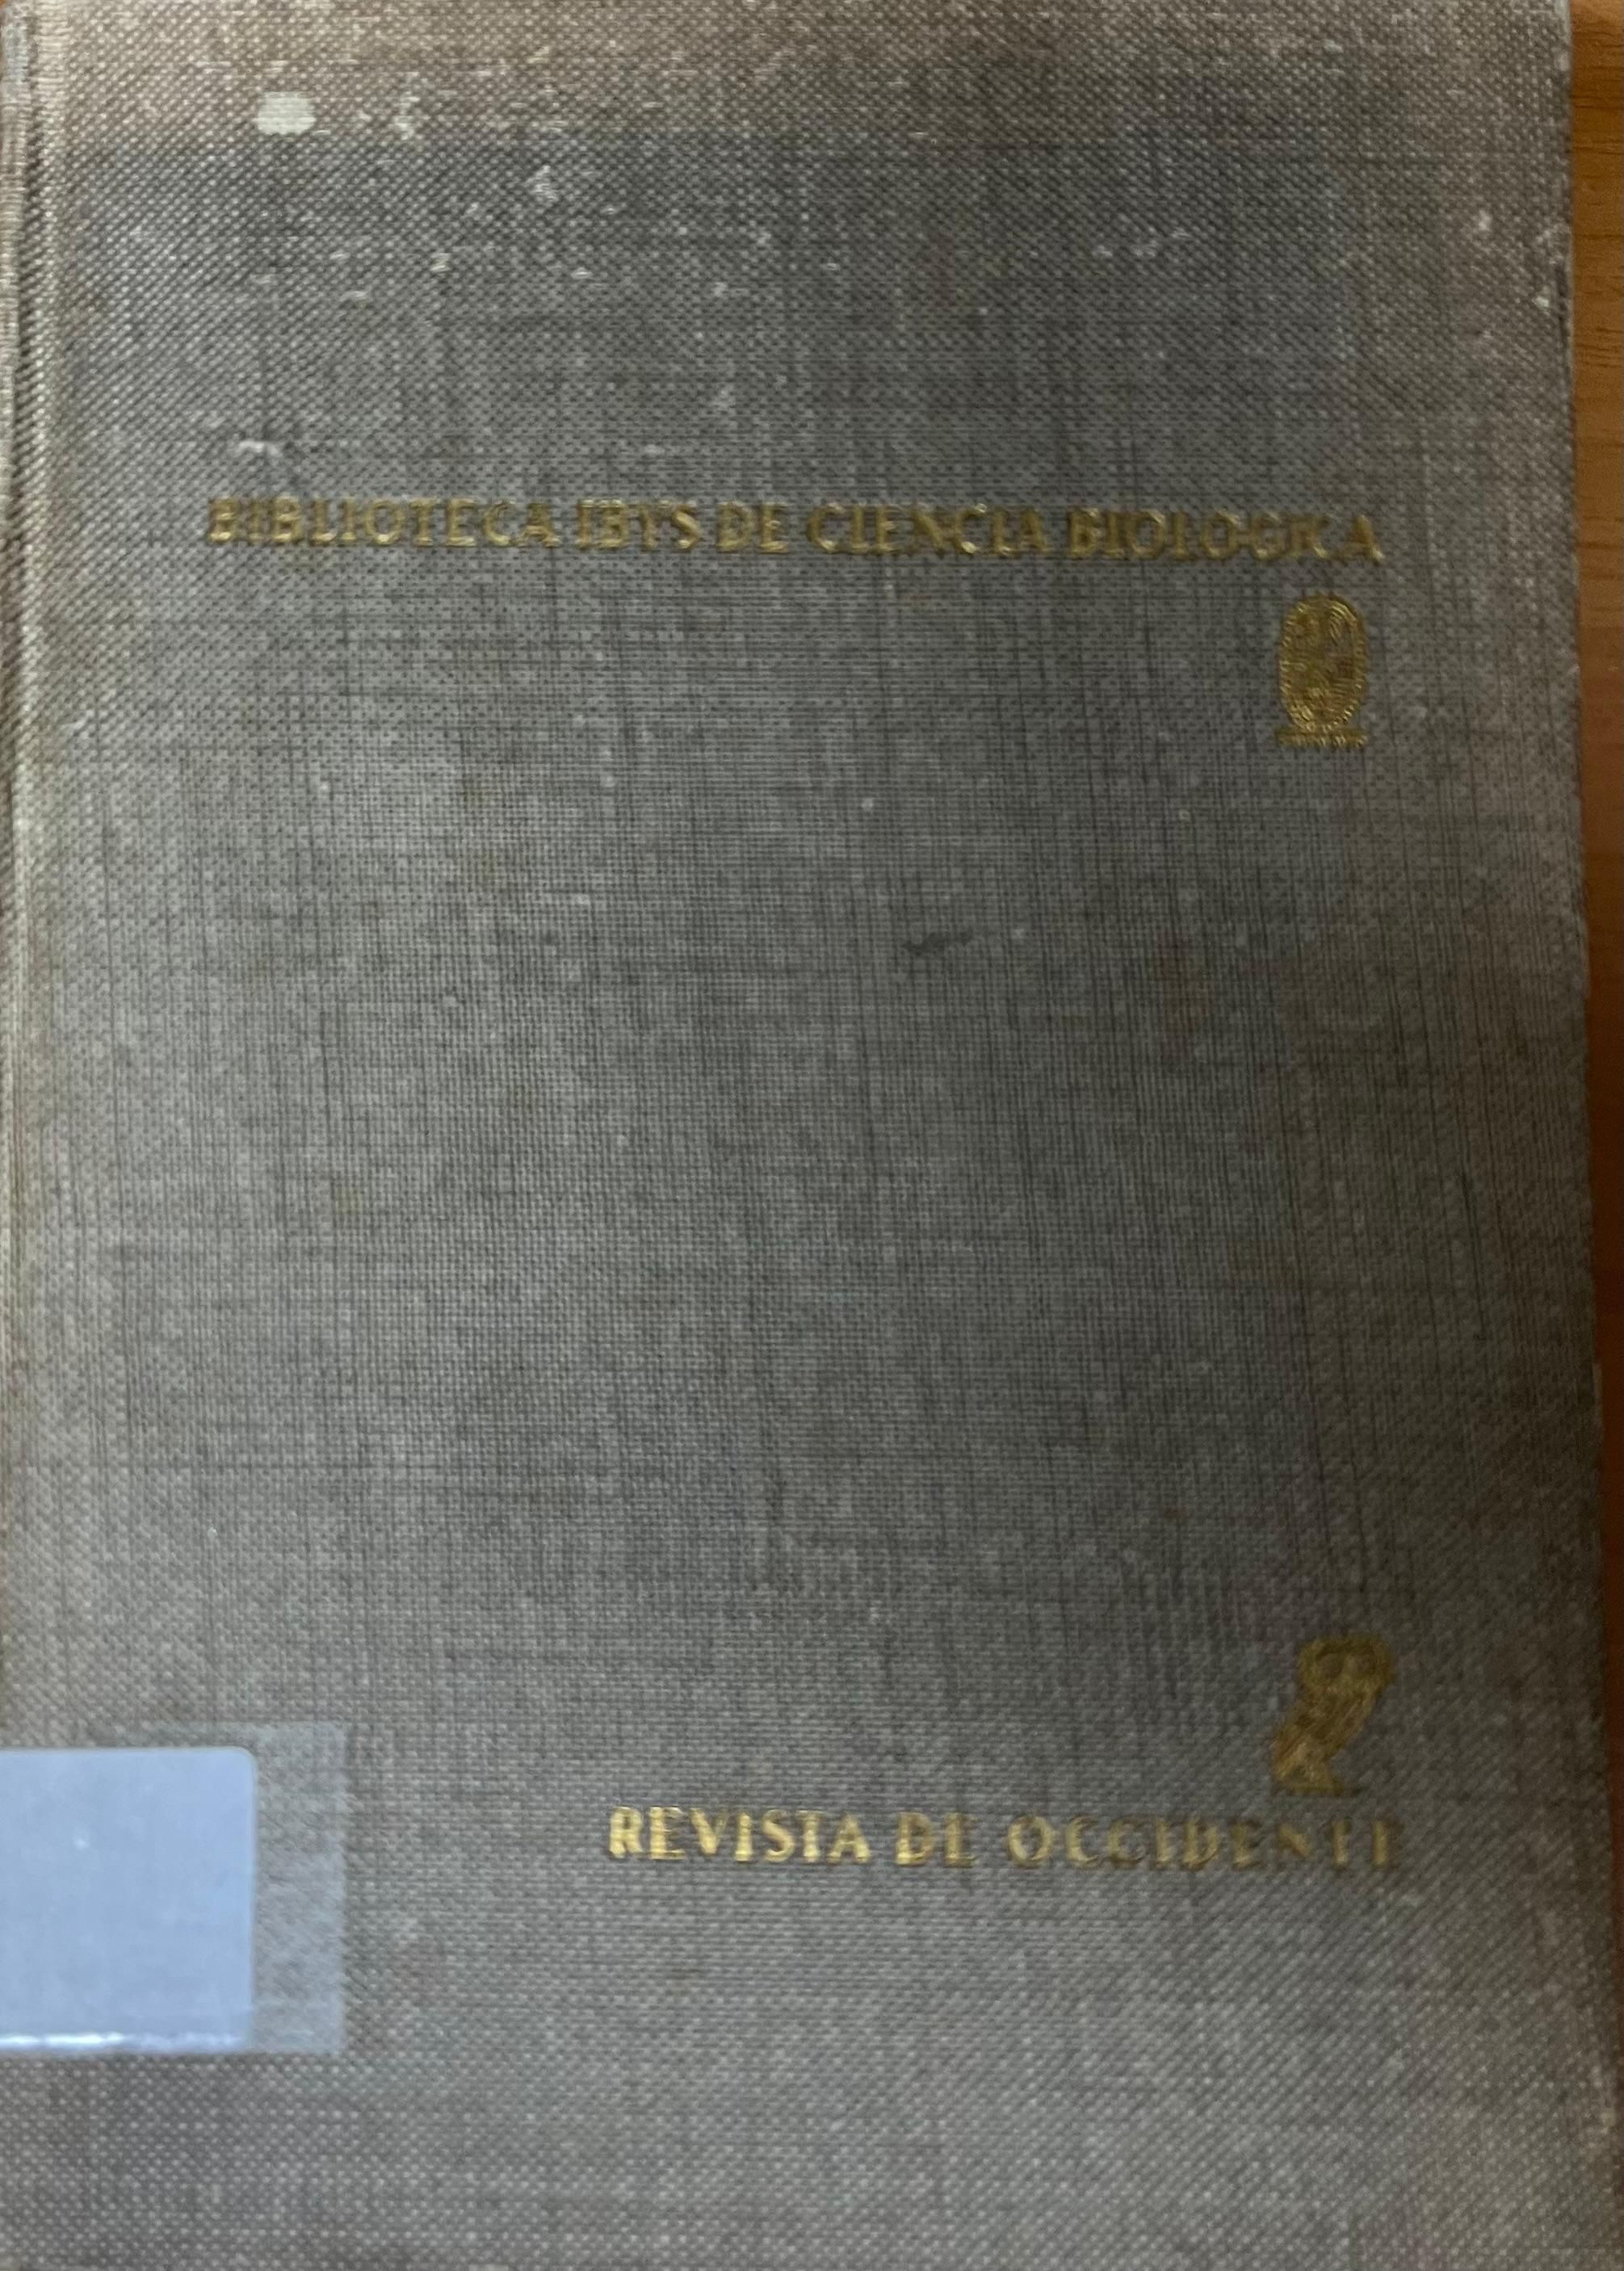 BIBLIOTECA IBYS DE CIENCIA BIOLOGICA
REVISTA DE OCCIDENTE